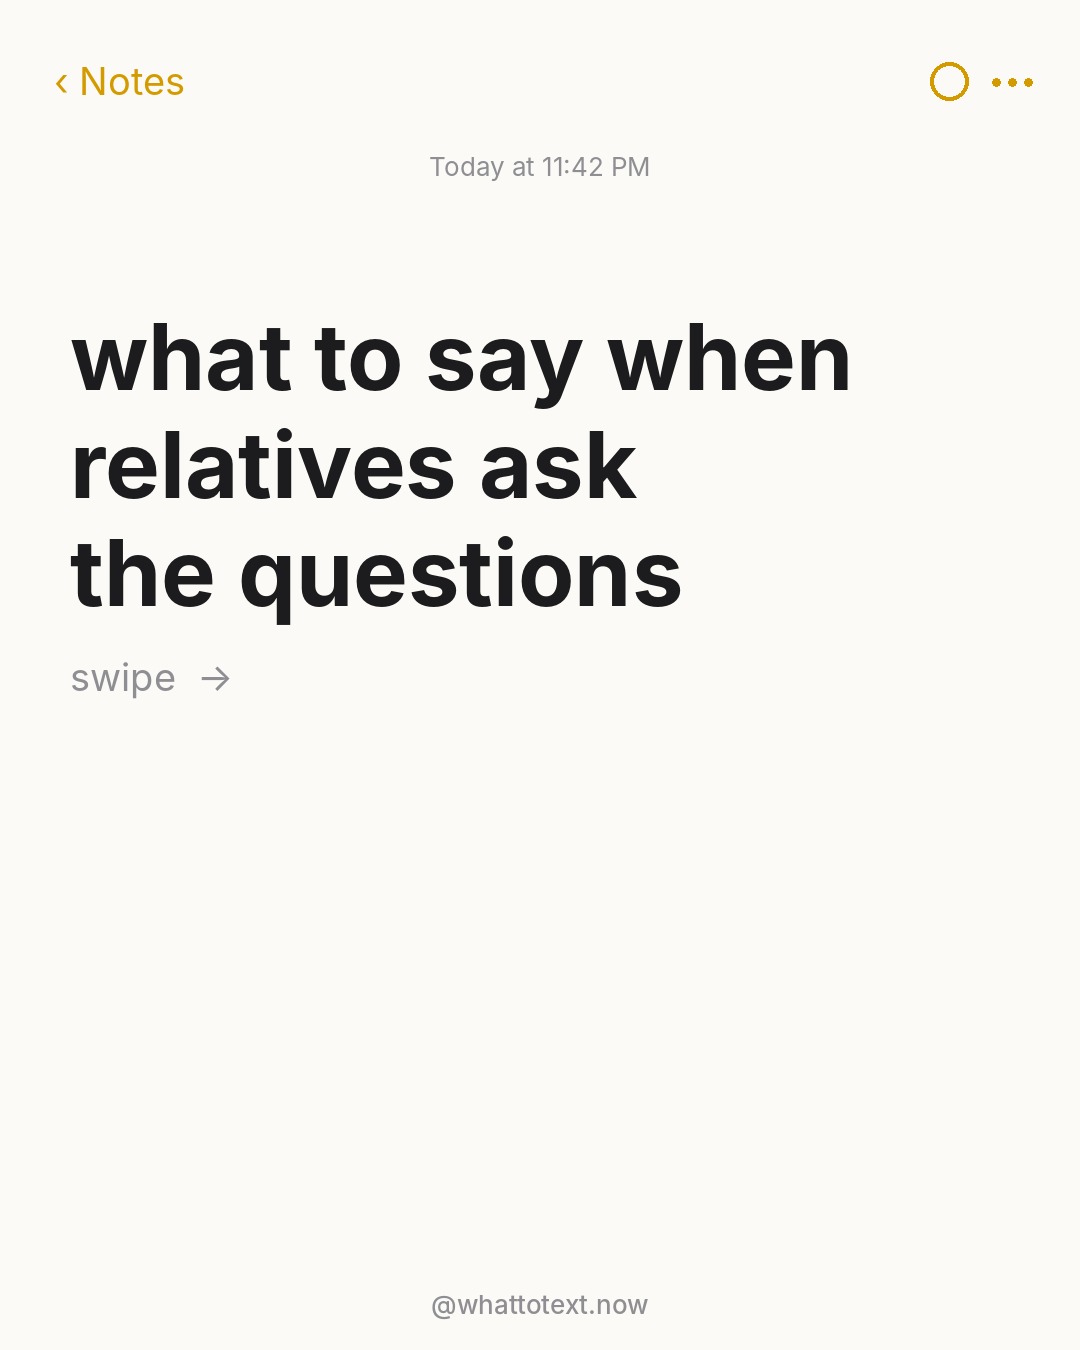 ‹ Notes
Today at 11:42 PM
what to say when
relatives ask
the questions
swipe →
@whattotext.now